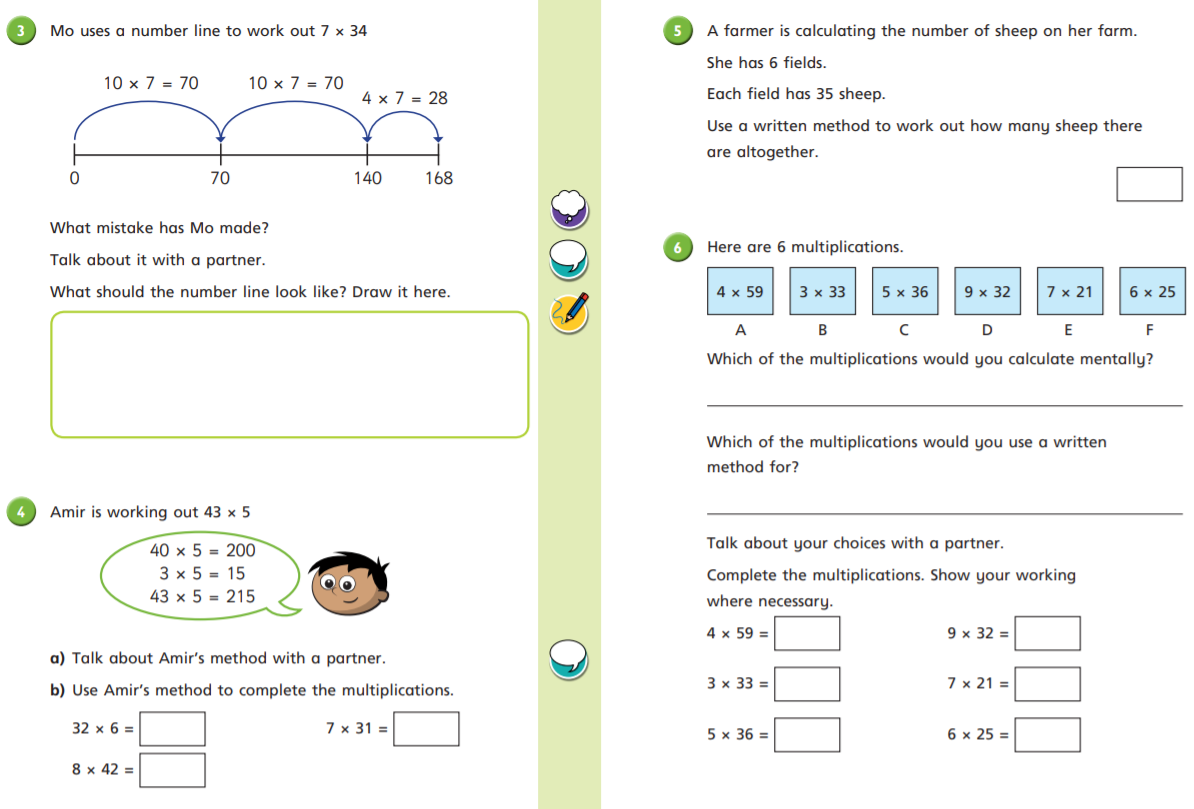 3 Mo uses a number line to work out 7 × 34
10 × 7 = 70 10 × 7 = 70
4 × 7 = 28
0 70 140 168
What mistake has Mo made?
Talk about it with a partner.
What should the number line look like? Draw it here.
4 Amir is working out 43 × 5
40 × 5 = 200
3 × 5 = 15
43 × 5 = 215
a) Talk about Amir's method with a partner.
b) Use Amir's method to complete the multiplications.
32 × 6 = 7 × 31 =
8 × 42 =
5 A farmer is calculating the number of sheep on her farm.
She has 6 fields.
Each field has 35 sheep.
Use a written method to work out how many sheep there
are altogether.
6 Here are 6 multiplications.
4 × 59 3 × 33 5 × 36 9 × 32 7 × 21 6 × 25
A B C D E F
Which of the multiplications would you calculate mentally?
Which of the multiplications would you use a written
method for?
Talk about your choices with a partner.
Complete the multiplications. Show your working
where necessary.
4 × 59 = 9 × 32 =
3 × 33 = 7 × 21 =
5 × 36 = 6 × 25 =